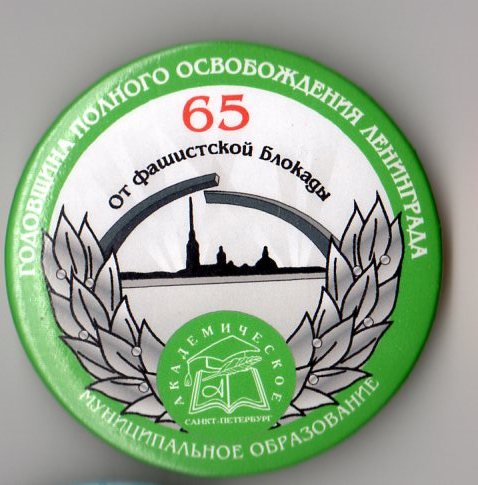 ГОДОВЩИНА ПОЛНОГО ОСВОБОЖДЕНИЯ ЛЕНИНГРАДА
65
От фашистской Блокады
АКАДЕМИЧЕСКОЕ
САНКТ-ПЕТЕРБУРГ
МУНИЦИПАЛЬНОЕ ОБРАЗОВАНИЕ